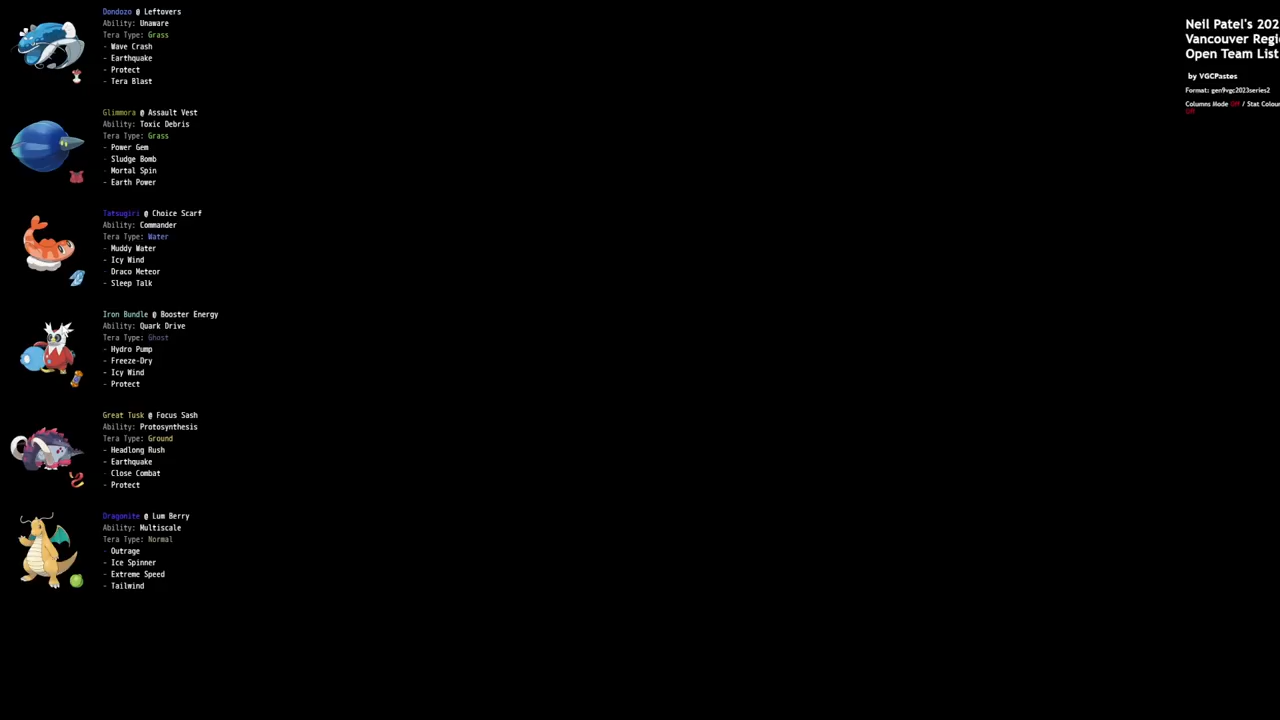 Dondozo @ Leftovers
Ability: Unaware
Tera Type: Grass
- Wave Crash
- Earthquake
- Protect
- Tera Blast
Glimmora @ Assault Vest
Ability: Toxic Debris
Tera Type: Grass
- Power Gem
- Sludge Bomb
- Mortal Spin
- Earth Power
Tatsugiri @ Choice Scarf
Ability: Commander
Tera Type: Water
- Muddy Water
- Icy Wind
- Draco Meteor
- Sleep Talk
Iron Bundle @ Booster Energy
Ability: Quark Drive
Tera Type: Ghost
- Hydro Pump
- Freeze-Dry
- Icy Wind
- Protect
Great Tusk @ Focus Sash
Ability: Protosynthesis
Tera Type: Ground
- Headlong Rush
- Earthquake
- Close Combat
- Protect
Dragonite @ Lum Berry
Ability: Multiscale
Tera Type: Normal
- Outrage
- Ice Spinner
- Extreme Speed
- Tailwind
Neil Patel's 202
Vancouver Regi
Open Team List
by VGCPastes
Format: gen9vgc2023series2
Columns Mode Off / Stat Colou
Off